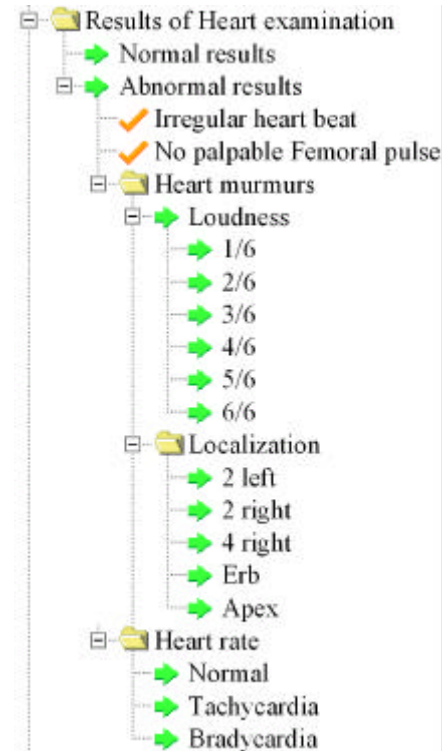 Results of Heart examination
Normal results
Abnormal results
Irregular heart beat
No palpable Femoral pulse
Heart murmurs
Loudness
1/6
2/6
3/6
4/6
5/6
6/6
Localization
2 left
2 right
4 right
Erb
Apex
Heart rate
Normal
Tachycardia
Bradycardia